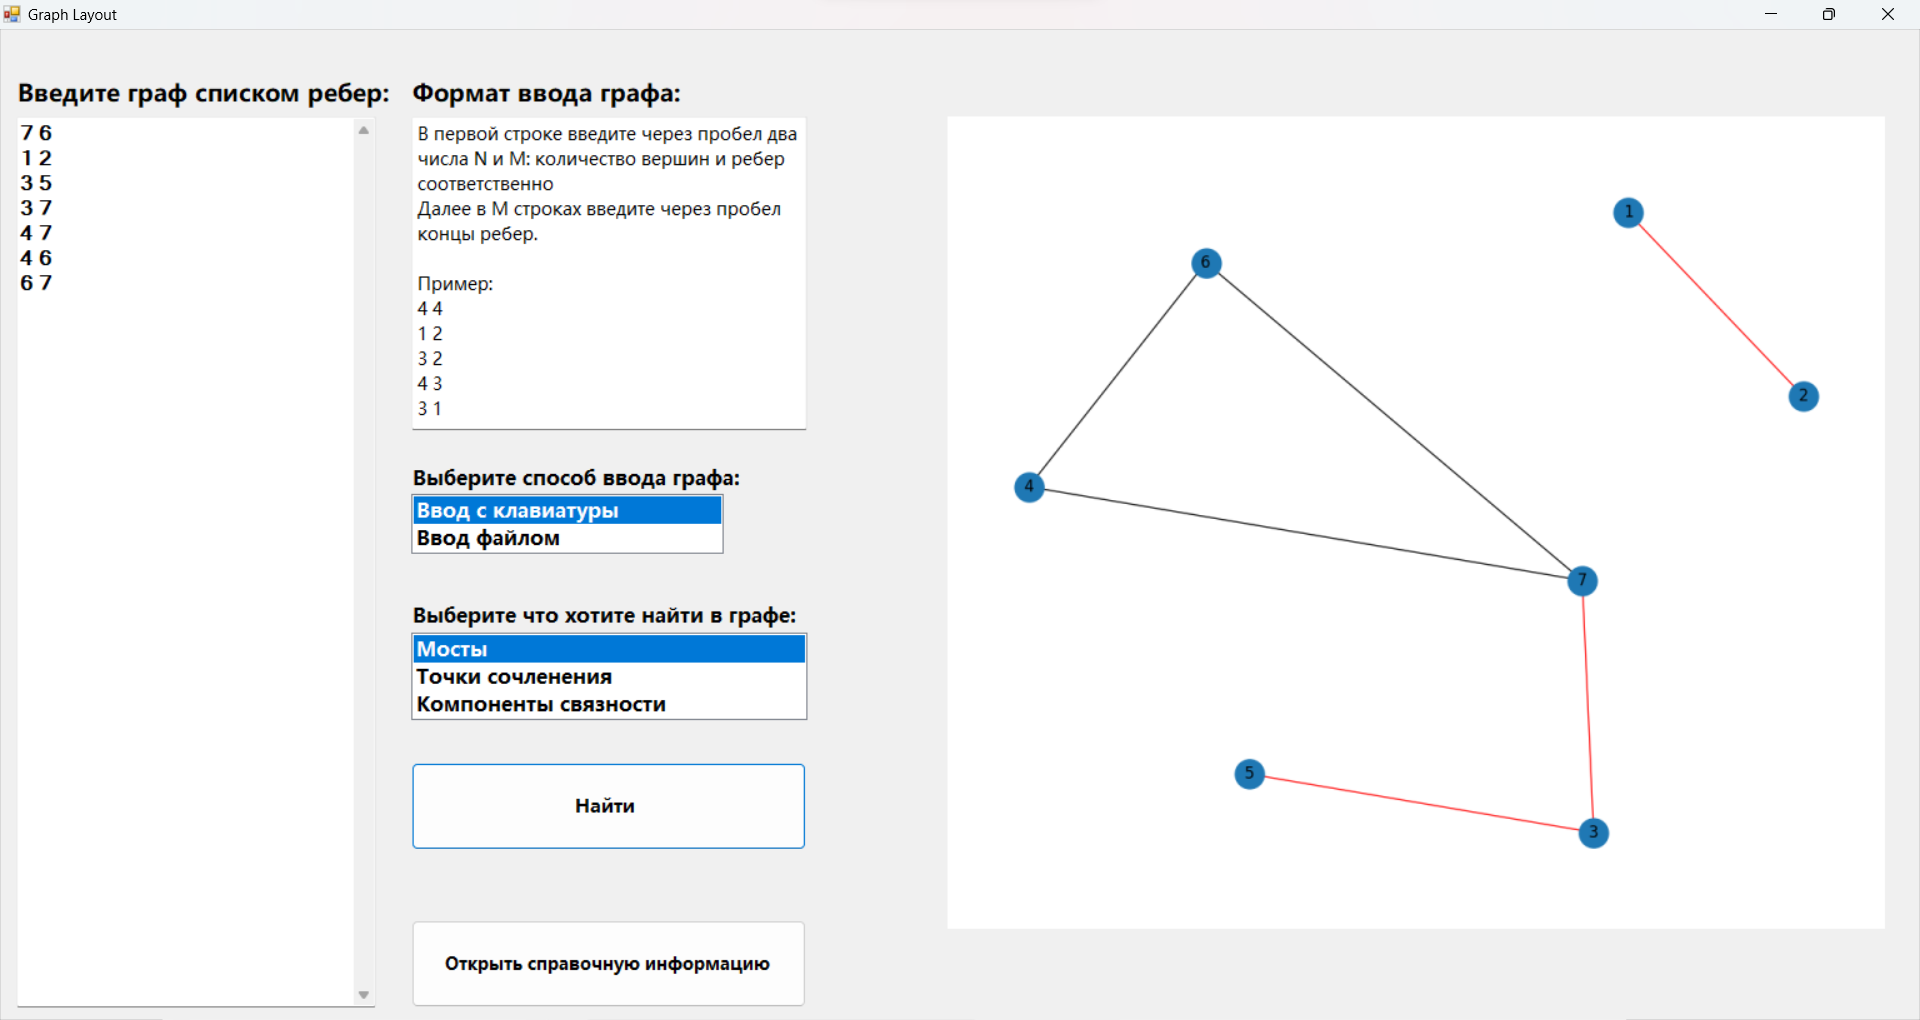 Graph Layout
Введите граф списком ребер:
7 6
1 2
3 5
3 7
4 7
4 6
6 7
Формат ввода графа:
В первой строке введите через пробел два
числа N и M: количество вершин и ребер
соответственно
Далее в M строках введите через пробел
концы ребер.
Пример:
4 4
1 2
3 2
4 3
3 1
Выберите способ ввода графа:
Ввод с клавиатуры
Ввод файлом
Выберите что хотите найти в графе:
Мосты
Точки сочленения
Компоненты связности
Найти
Открыть справочную информацию
1
6
2
4
7
5
3